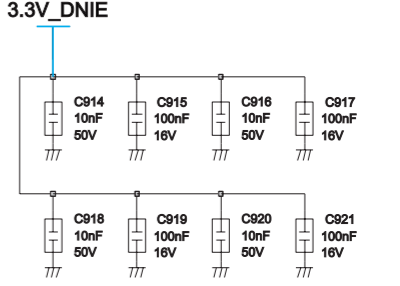 3.3V_DNIE
C914 C915 C916 C917
10nF 100nF 10nF 100nF
50V 16V 50V 16V
C918 C919 C920 C921
10nF 100nF 10nF 100nF
50V 16V 50V 16V